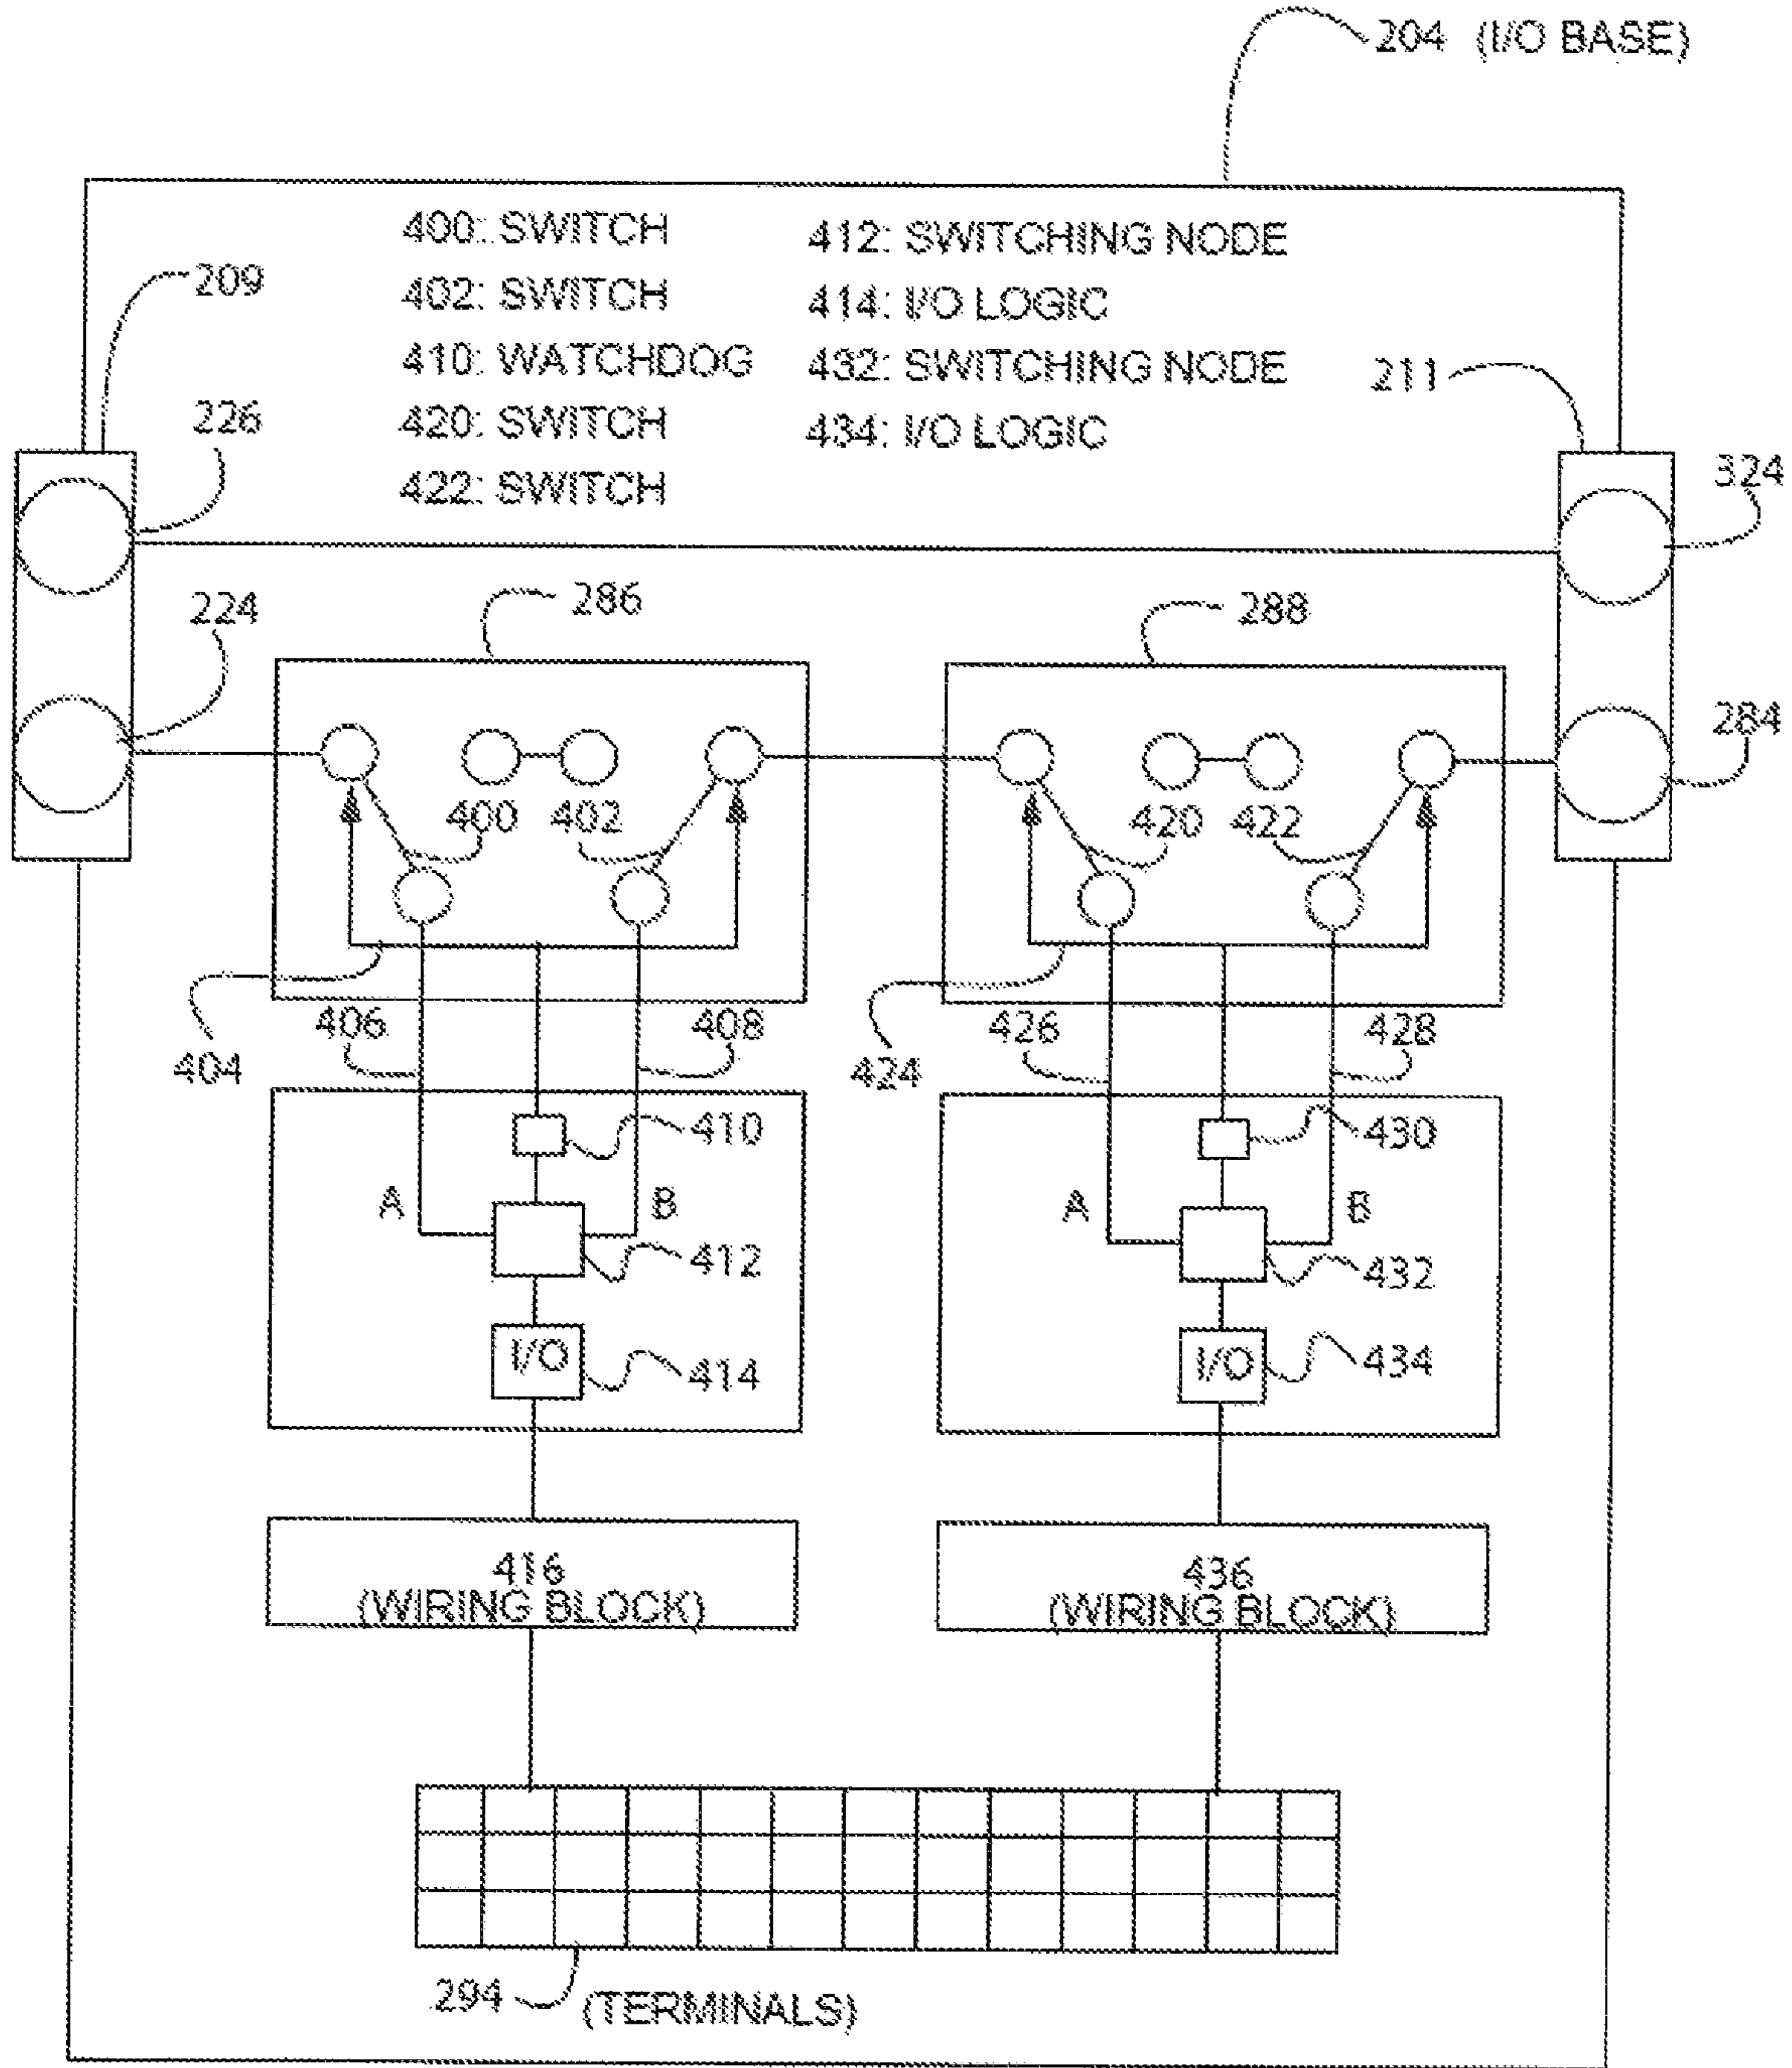 204 (I/O BASE)
400: SWITCH
402: SWITCH
410: WATCHDOG
420: SWITCH
422: SWITCH
412: SWITCHING NODE
414: I/O LOGIC
432: SWITCHING NODE
434: I/O LOGIC
209
211
226
324
224
286
288
284
400 402
420 422
406
408
426
428
404
424
410
430
A
B
A
B
412
432
I/O
414
I/O
434
416
(WIRING BLOCK)
436
(WIRING BLOCK)
294 (TERMINALS)